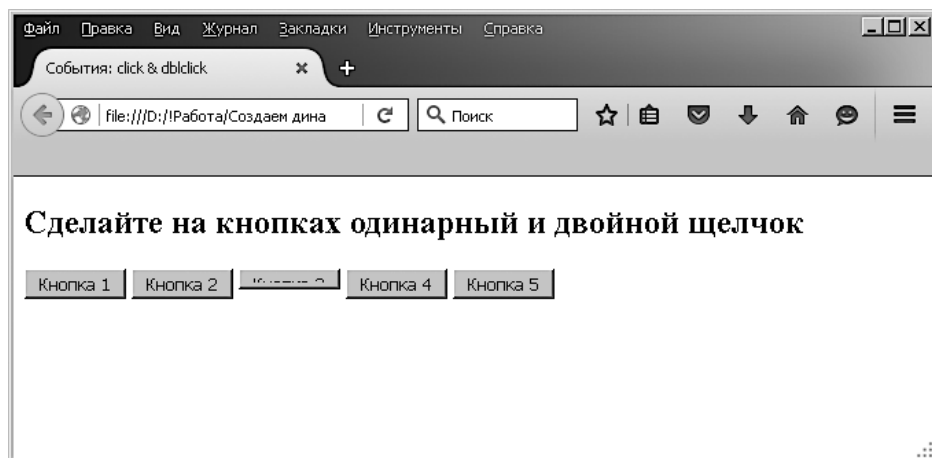 Файл Правка Вид Журнал Закладки Инструменты Справка
События: click & dblclick
file:///D:/!Работа/Создаем дина
Поиск
Сделайте на кнопках одинарный и двойной щелчок
Кнопка 1 Кнопка 2 Кнопка 4 Кнопка 5